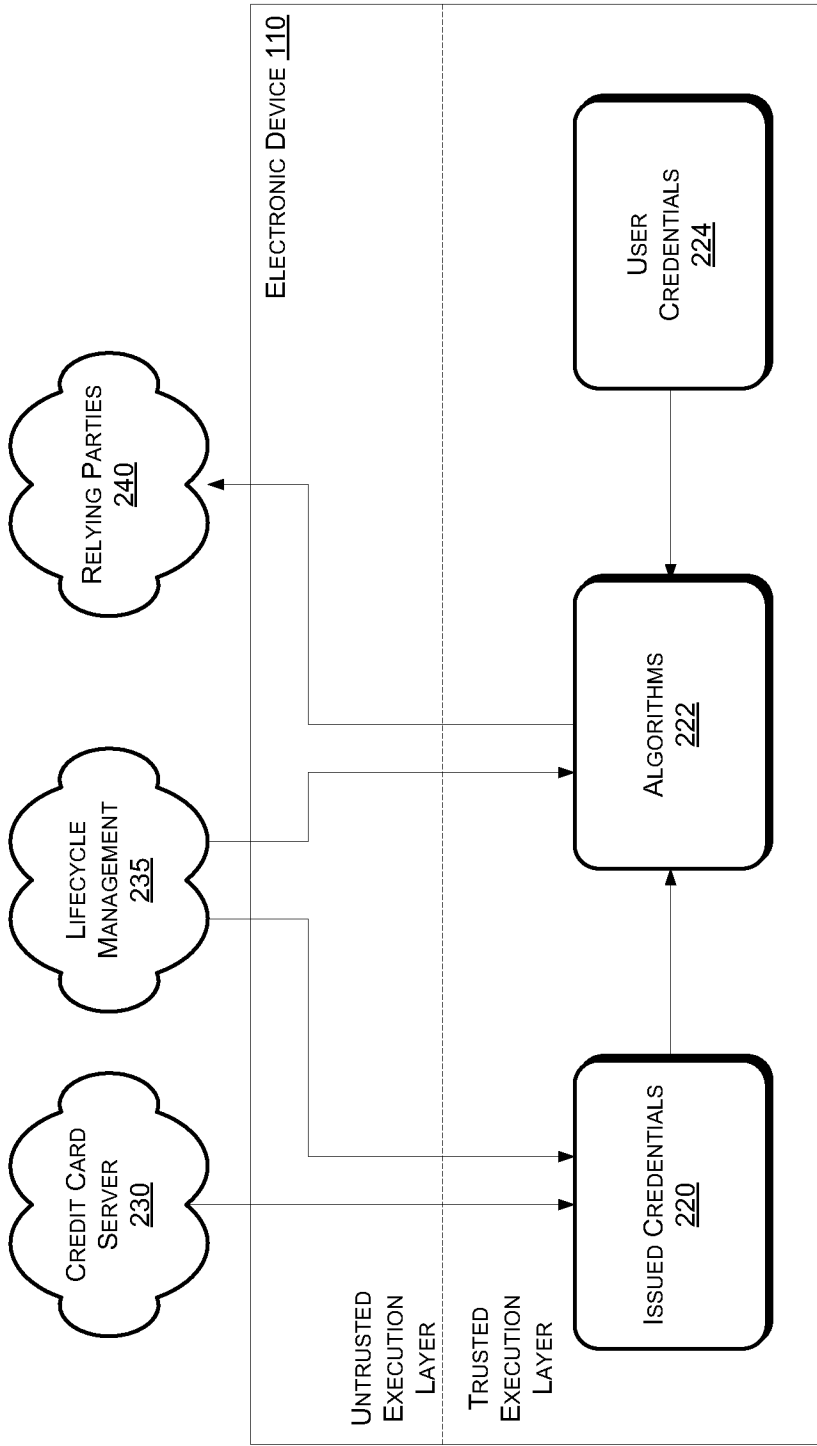 CREDIT CARD
SERVER
230
LIFECYCLE
MANAGEMENT
235
RELYING PARTIES
240
ELECTRONIC DEVICE 110
UNTRUSTED
EXECUTION
LAYER
TRUSTED
EXECUTION
LAYER
ISSUED CREDENTIALS
220
ALGORITHMS
222
USER
CREDENTIALS
224